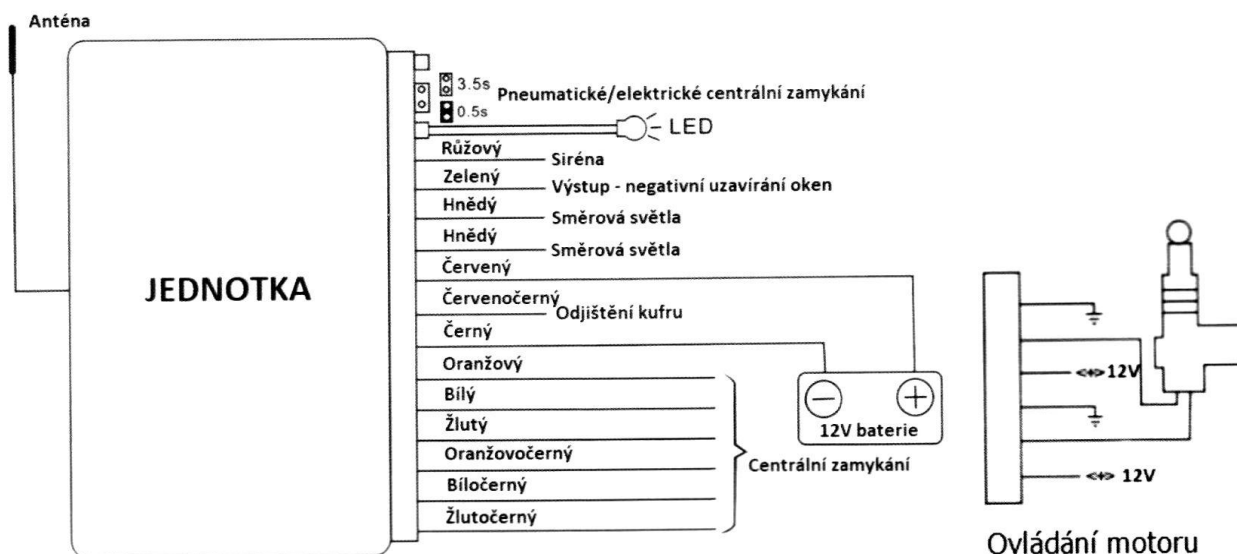 Anténa
JEDNOTKA
3.5s
Pneumatické/elektrické centrální zamykání
0.5s
LED
Růžový
Siréna
Zelený
Výstup - negativní uzavírání oken
Hnědý
Směrová světla
Hnědý
Směrová světla
Červený
Červenočerný
Odjištění kufru
Černý
Oranžový
Bílý
Žlutý
Oranžovočerný
Bíločerný
Žlutočerný
Centrální zamykání
12V baterie
<+> 12V
<+> 12V
Ovládání motoru